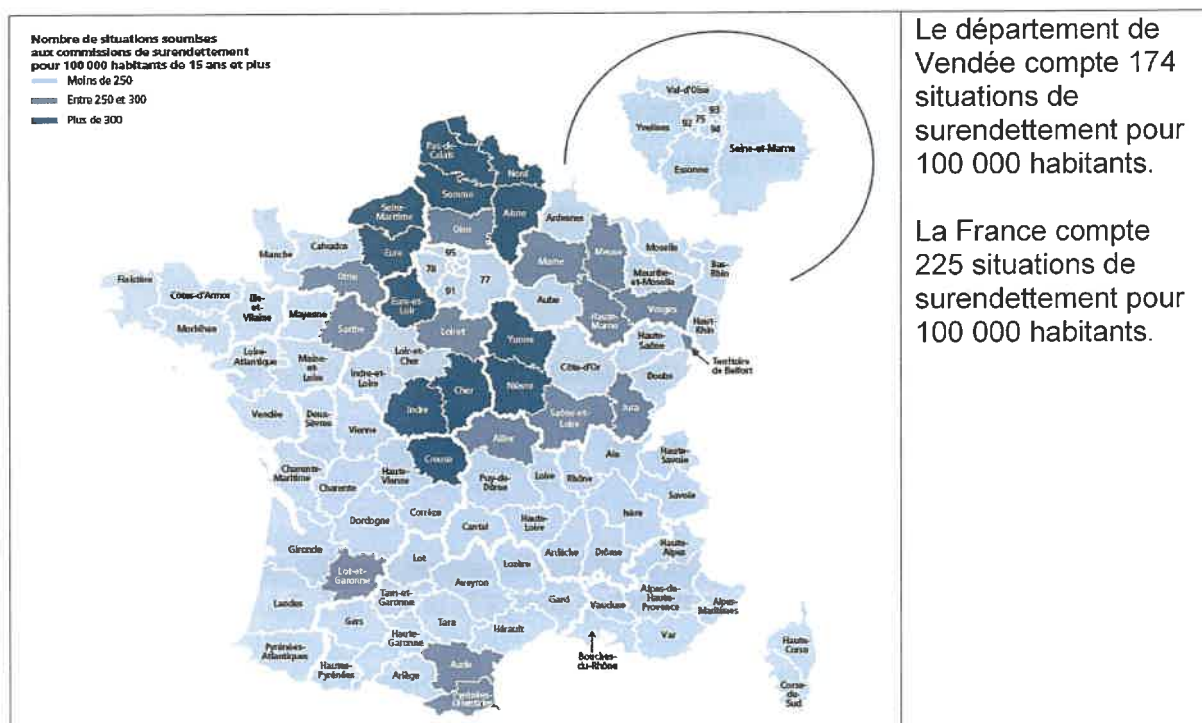 Nombre de situations soumises
aux commissions de surendettement
pour 100 000 habitants de 15 ans et plus
Moins de 250
Entre 250 et 300
Plus de 300
Val-d'Oise
93
92
75
94
Yvelines
Seine-et-Marne
Essonne
Pas-de-
Calais
Nord
Somme
Seine-
Maritime
Aisne
Ardennes
Oise
Manche
Calvados
Eure
95
78
77
91
Marne
Meuse
Moselle
Meurthe-
et-Moselle
Bas-
Rhin
Finistère
Côtes-d'Armor
Ille-
et-
Vilaine
Mayenne
Orne
Eure-et-
Loir
Aube
Haute-
Marne
Vosges
Haut-
Rhin
Morbihan
Sarthe
Loiret
Yonne
Haute-
Saône
Territoire
de Belfort
Loire-
Atlantique
Maine-
et-
Loire
Indre-et-
Loire
Loir-et-
Cher
Côte-d'Or
Doubs
Cher
Nièvre
Indre
Vendée
Deux-
Sèvres
Vienne
Saône-et-
Loire
Jura
Allier
Creuse
Charente-
Maritime
Charente
Haute-
Vienne
Puy-de-
Dôme
Loire
Rhône
Ain
Haute-
Savoie
Savoie
Dordogne
Corrèze
Cantal
Haute-
Loire
Isère
Gironde
Lot-et-
Garonne
Lot
Aveyron
Lozère
Ardèche
Drôme
Hautes-
Alpes
Landes
Tarn-et-
Garonne
Gard
Vaucluse
Alpes-de-
Haute-
Provence
Alpes-
Maritimes
Gers
Tarn
Hérault
Var
Pyrénées-
Atlantiques
Haute-
Garonne
Bouches-
du-Rhône
Hautes-
Pyrénées
Ariège
Aude
Pyrénées-
Orientales
Haute-
Corse
Corse-
du-
Sud
Le département de
Vendée compte 174
situations de
surendettement pour
100 000 habitants.
La France compte
225 situations de
surendettement pour
100 000 habitants.